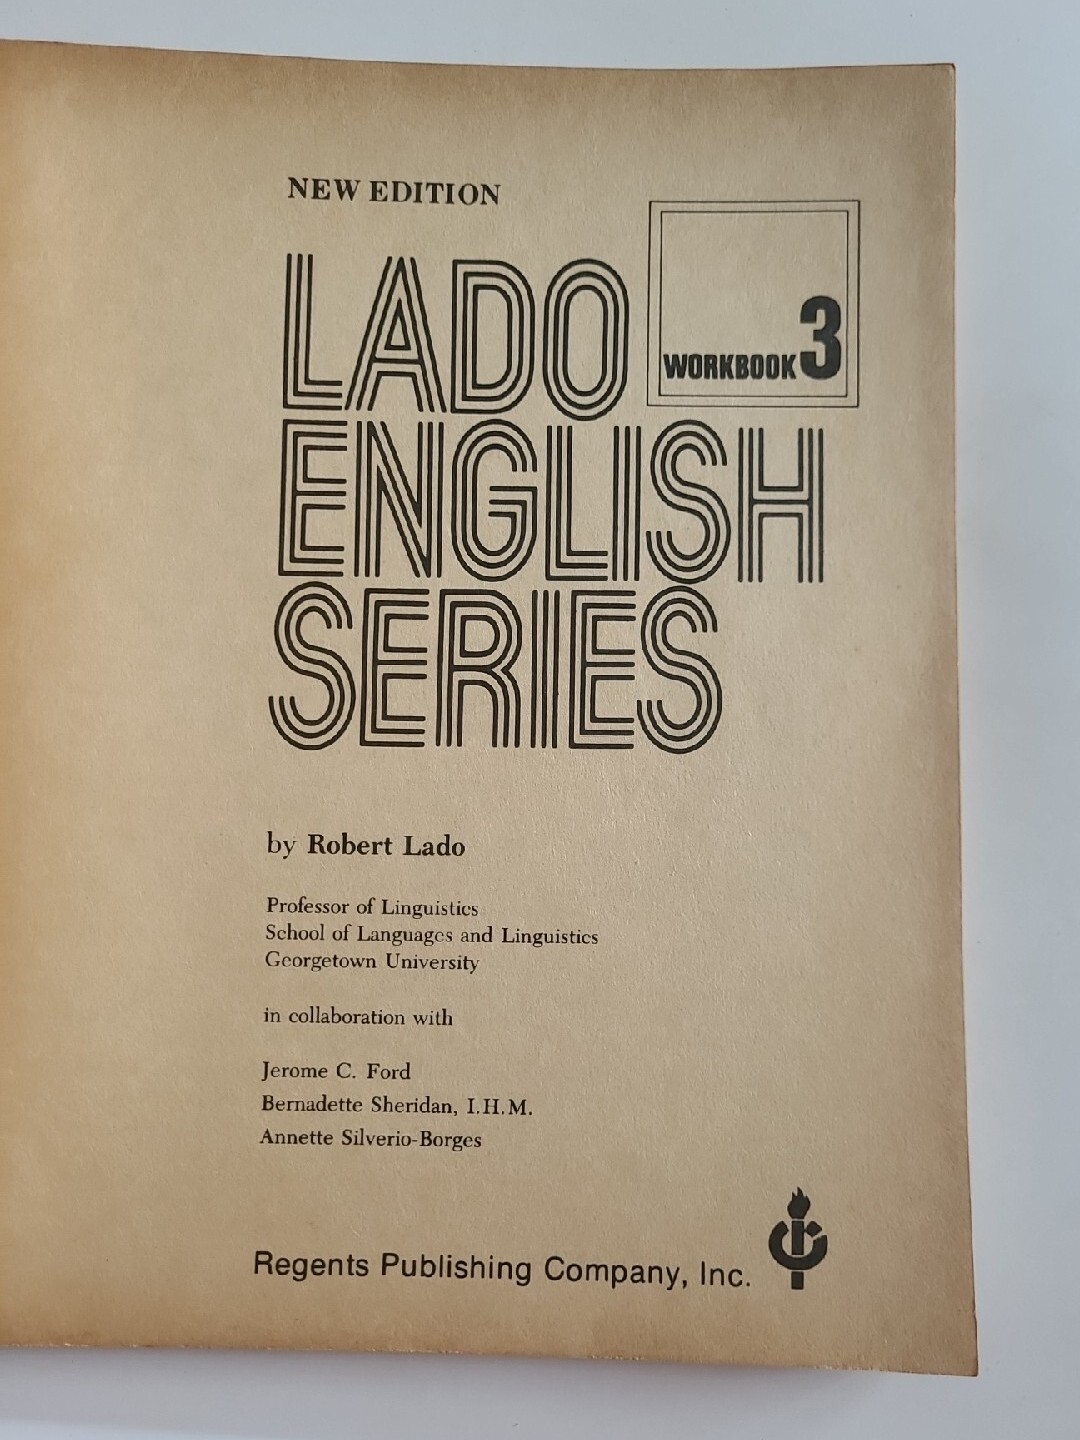 NEW EDITION
LADO
WORKBOOK 3
ENGLISH
SERIES
by Robert Lado
Professor of Linguistics
School of Languages and Linguistics
Georgetown University
in collaboration with
Jerome C. Ford
Bernadette Sheridan, I.H.M.
Annette Silverio-Borges
Regents Publishing Company, Inc.